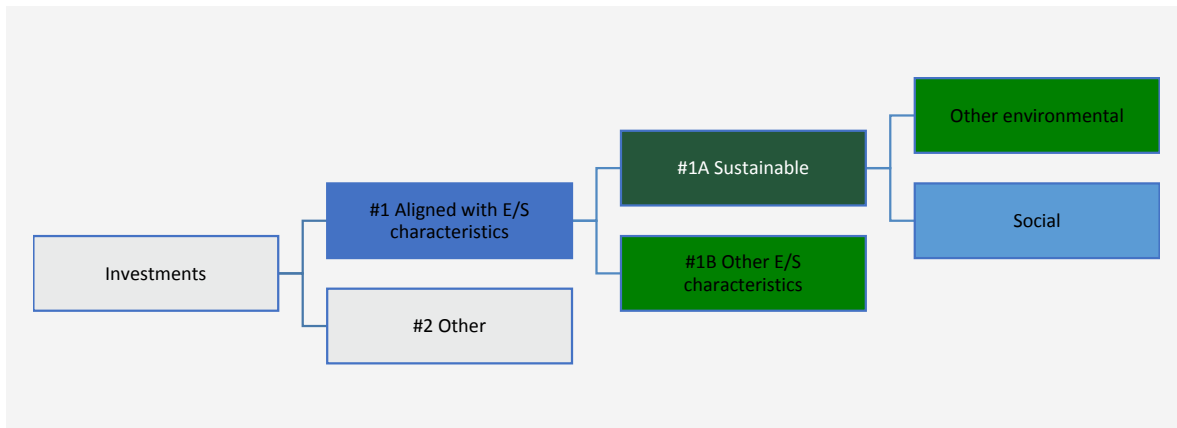 Other environmental
#1A Sustainable
#1 Aligned with E/S
characteristics
Social
Investments
#1B Other E/S
characteristics
#2 Other